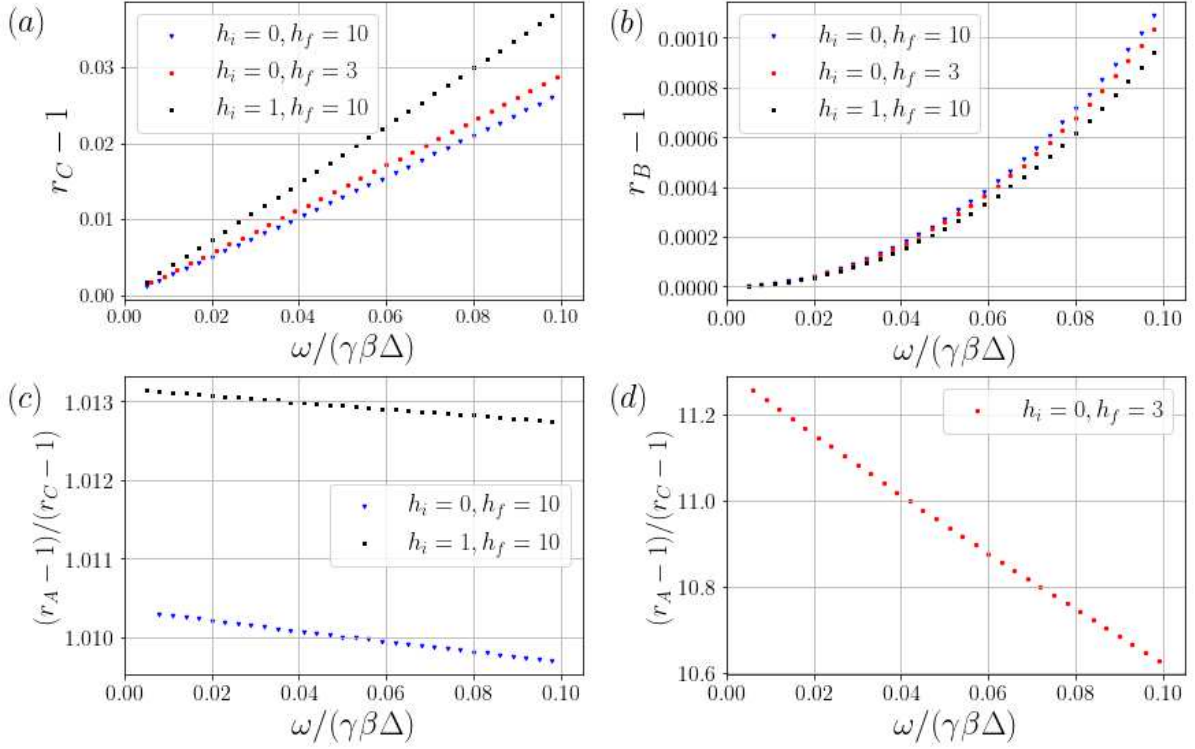 (a)
r_C − 1
0.03
0.02
0.01
0.00
h_i = 0, h_f = 10
h_i = 0, h_f = 3
h_i = 1, h_f = 10
0.00 0.02 0.04 0.06 0.08 0.10
ω/(γβΔ)
(b)
r_B − 1
0.0010
0.0008
0.0006
0.0004
0.0002
0.0000
h_i = 0, h_f = 10
h_i = 0, h_f = 3
h_i = 1, h_f = 10
0.00 0.02 0.04 0.06 0.08 0.10
ω/(γβΔ)
(c)
(r_A − 1)/(r_C − 1)
1.013
1.012
1.011
1.010
h_i = 0, h_f = 10
h_i = 1, h_f = 10
0.00 0.02 0.04 0.06 0.08 0.10
ω/(γβΔ)
(d)
(r_A − 1)/(r_C − 1)
11.2
11.0
10.8
10.6
h_i = 0, h_f = 3
0.00 0.02 0.04 0.06 0.08 0.10
ω/(γβΔ)